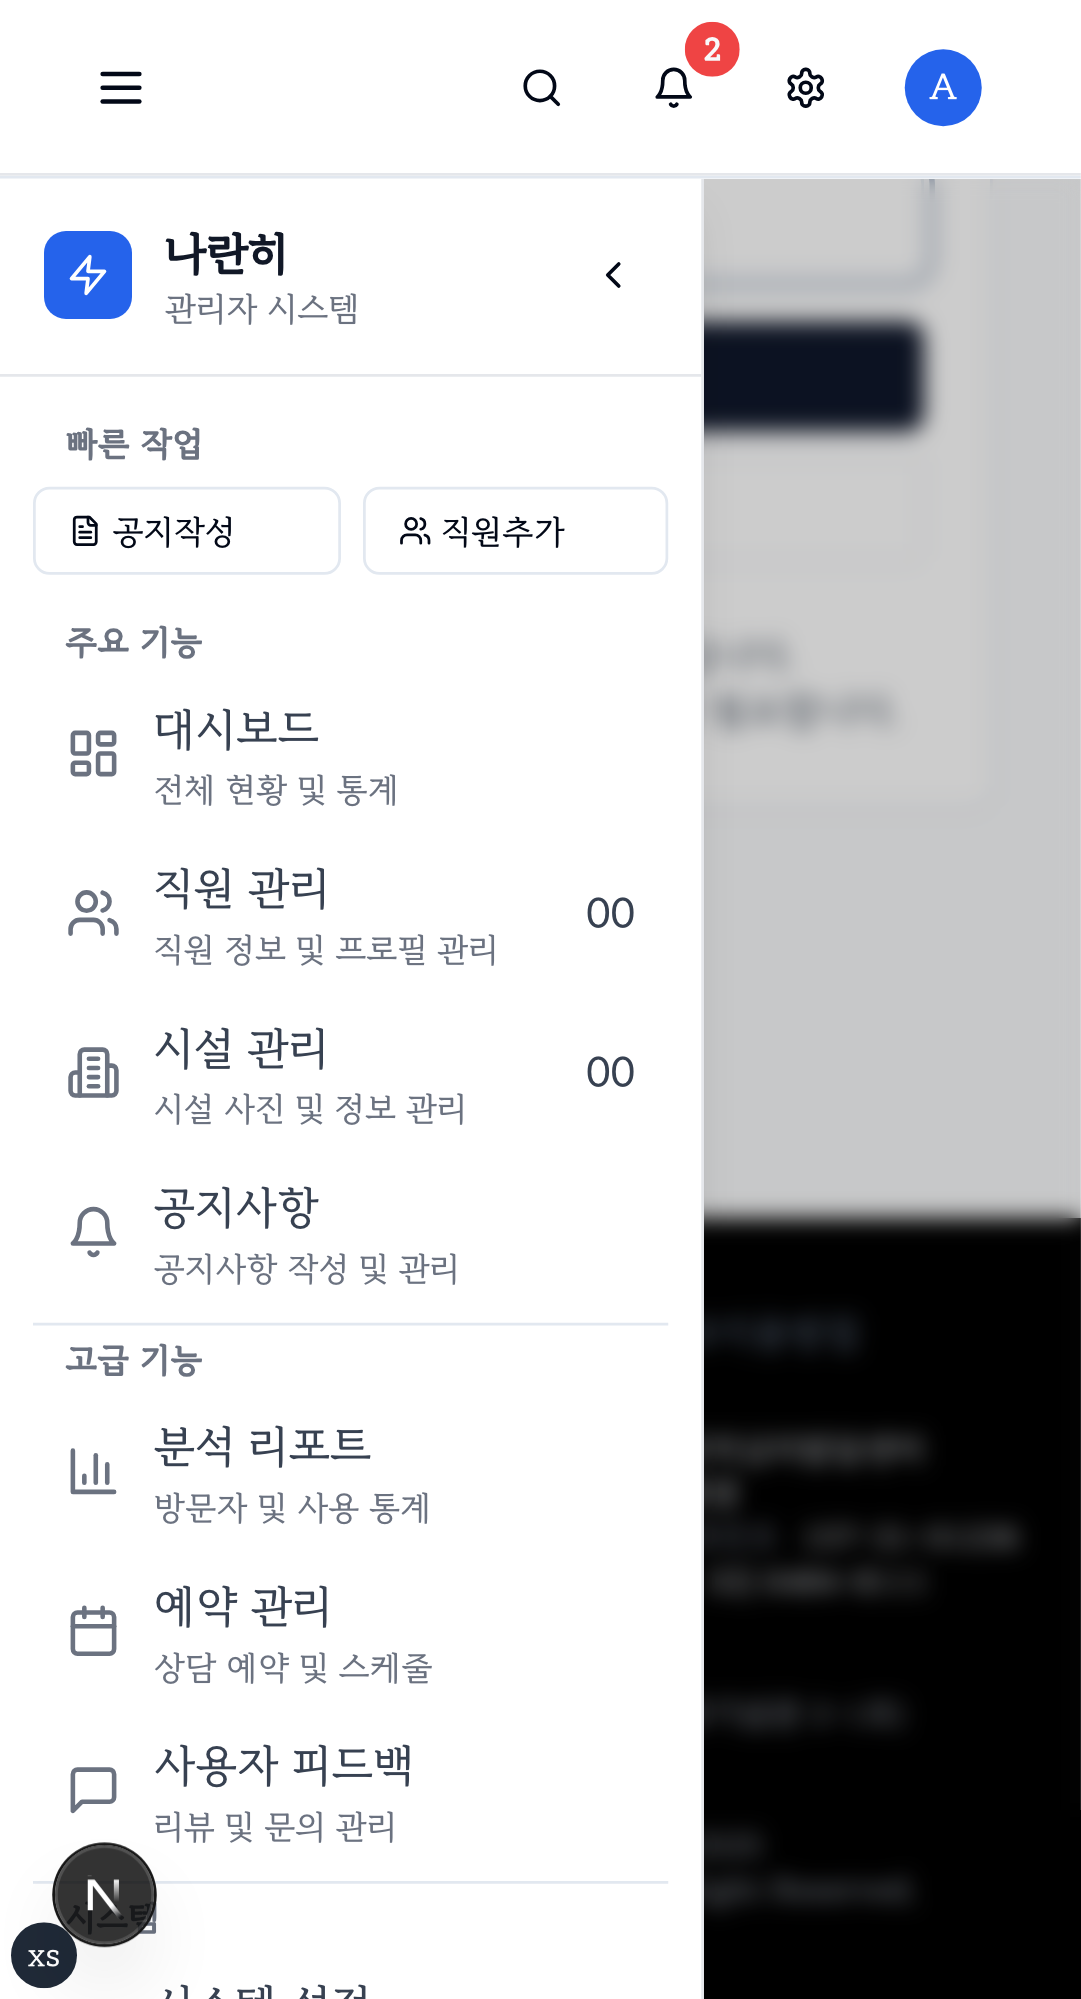 2
A
나란히
관리자 시스템
빠른 작업
공지작성
직원추가
주요 기능
대시보드
전체 현황 및 통계
직원 관리
00
직원 정보 및 프로필 관리
시설 관리
00
시설 사진 및 정보 관리
공지사항
공지사항 작성 및 관리
고급 기능
분석 리포트
방문자 및 사용 통계
예약 관리
상담 예약 및 스케줄
사용자 피드백
리뷰 및 문의 관리
N
시스템
xs
시스템 설정